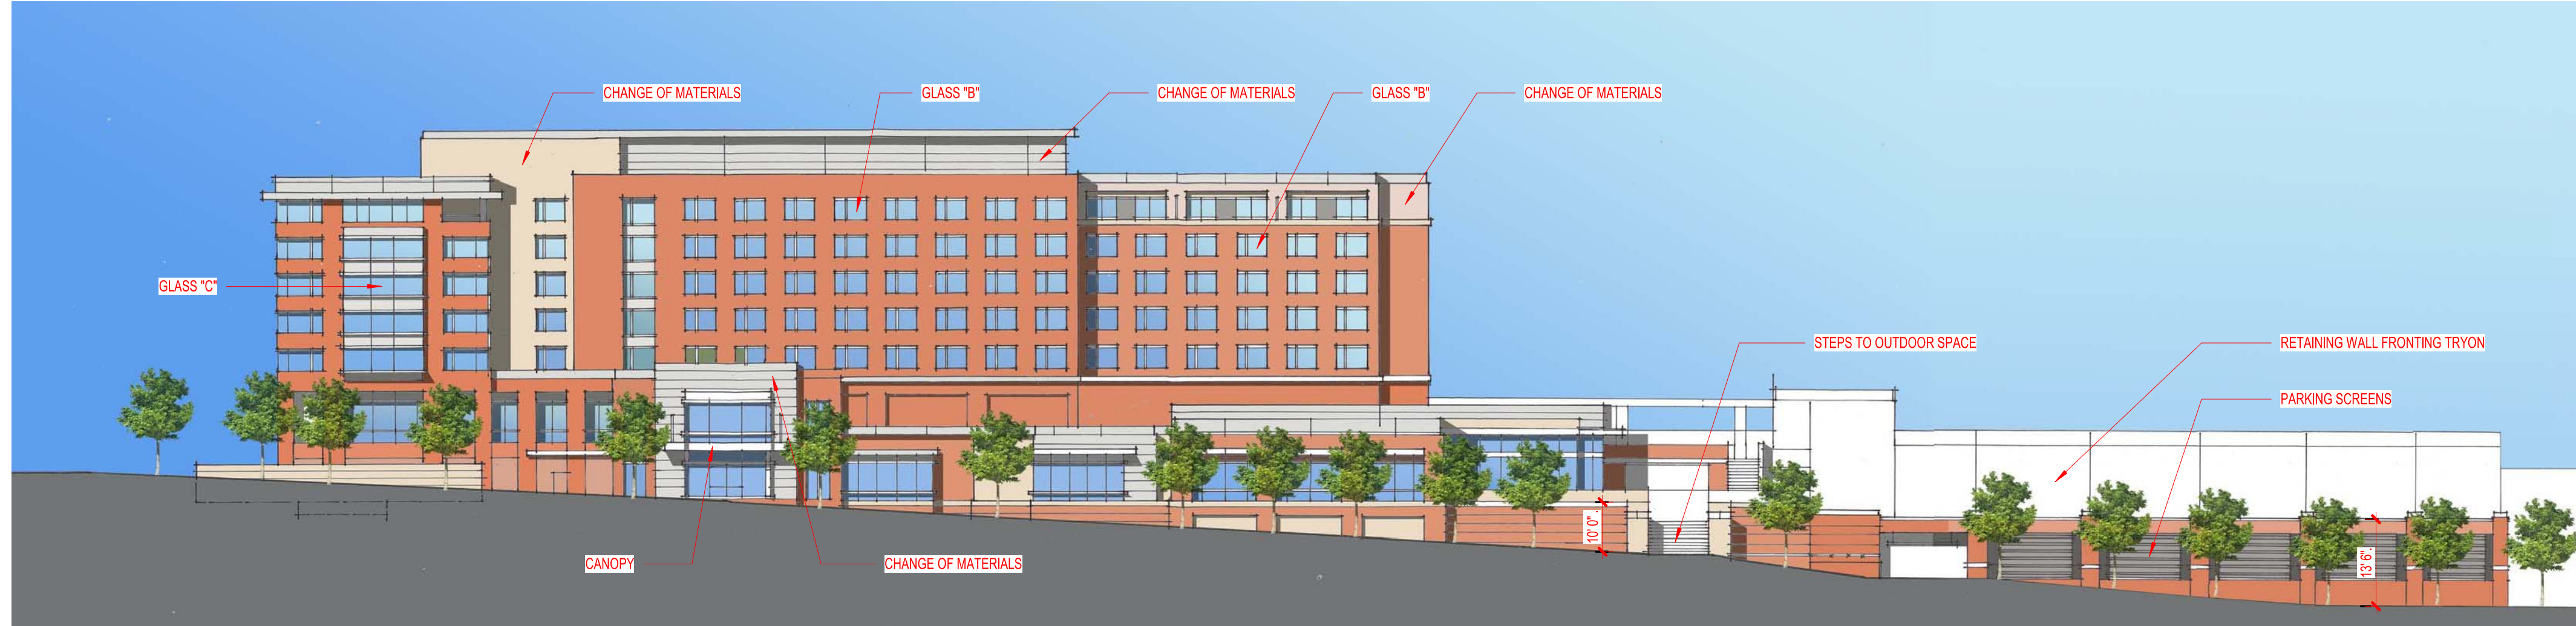 CHANGE OF MATERIALS
GLASS "B"
CHANGE OF MATERIALS
GLASS "B"
CHANGE OF MATERIALS
GLASS "C"
STEPS TO OUTDOOR SPACE
RETAINING WALL FRONTING TRYON
PARKING SCREENS
10' 0".
13' 6".
CANOPY
CHANGE OF MATERIALS